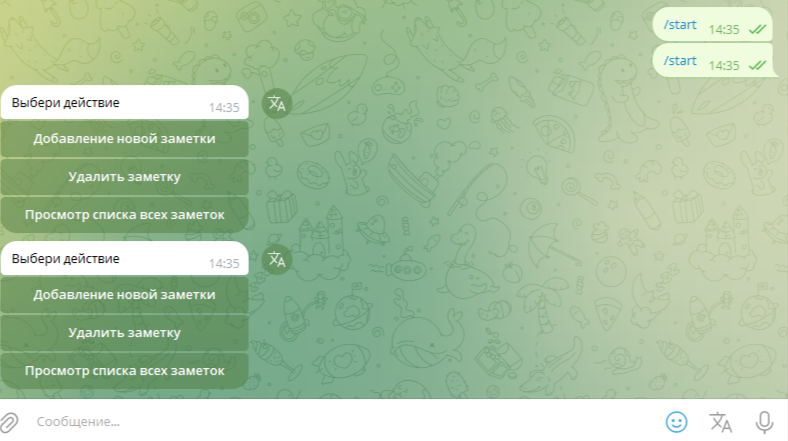 /start 14:35
/start 14:35
Выбери действие 14:35
Добавление новой заметки
Удалить заметку
Просмотр списка всех заметок
Выбери действие 14:35
Добавление новой заметки
Удалить заметку
Просмотр списка всех заметок
Сообщение...